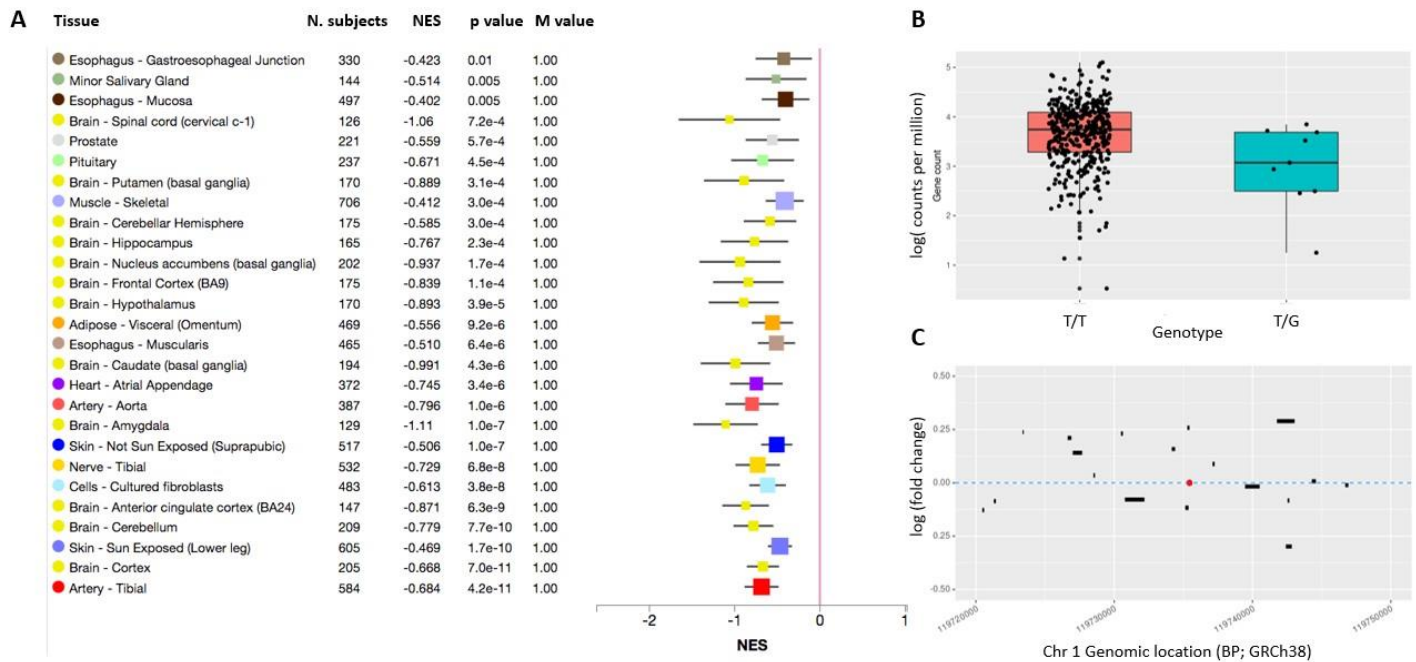 A
Tissue N. subjects NES p value M value
Esophagus - Gastroesophageal Junction 330 -0.423 0.01 1.00
Minor Salivary Gland 144 -0.514 0.005 1.00
Esophagus - Mucosa 497 -0.402 0.005 1.00
Brain - Spinal cord (cervical c-1) 126 -1.06 7.2e-4 1.00
Prostate 221 -0.559 5.7e-4 1.00
Pituitary 237 -0.671 4.5e-4 1.00
Brain - Putamen (basal ganglia) 170 -0.889 3.1e-4 1.00
Muscle - Skeletal 706 -0.412 3.0e-4 1.00
Brain - Cerebellar Hemisphere 175 -0.585 3.0e-4 1.00
Brain - Hippocampus 165 -0.767 2.3e-4 1.00
Brain - Nucleus accumbens (basal ganglia) 202 -0.937 1.7e-4 1.00
Brain - Frontal Cortex (BA9) 175 -0.839 1.1e-4 1.00
Brain - Hypothalamus 170 -0.893 3.9e-5 1.00
Adipose - Visceral (Omentum) 469 -0.556 9.2e-6 1.00
Esophagus - Muscularis 465 -0.510 6.4e-6 1.00
Brain - Caudate (basal ganglia) 194 -0.991 4.3e-6 1.00
Heart - Atrial Appendage 372 -0.745 3.4e-6 1.00
Artery - Aorta 387 -0.796 1.0e-6 1.00
Brain - Amygdala 129 -1.11 1.0e-7 1.00
Skin - Not Sun Exposed (Suprapubic) 517 -0.506 1.0e-7 1.00
Nerve - Tibial 532 -0.729 6.8e-8 1.00
Cells - Cultured fibroblasts 483 -0.613 3.8e-8 1.00
Brain - Anterior cingulate cortex (BA24) 147 -0.871 6.3e-9 1.00
Brain - Cerebellum 209 -0.779 7.7e-10 1.00
Skin - Sun Exposed (Lower leg) 605 -0.469 1.7e-10 1.00
Brain - Cortex 205 -0.668 7.0e-11 1.00
Artery - Tibial 584 -0.684 4.2e-11 1.00
-2 -1 0 1
NES
B
log( counts per million)
Gene count
5
4
3
2
1
T/T T/G
Genotype
C
log (fold change)
0.50
0.25
0.00
0.25
-0.50
119720000 119730000 119740000 119750000
Chr 1 Genomic location (BP; GRCh38)